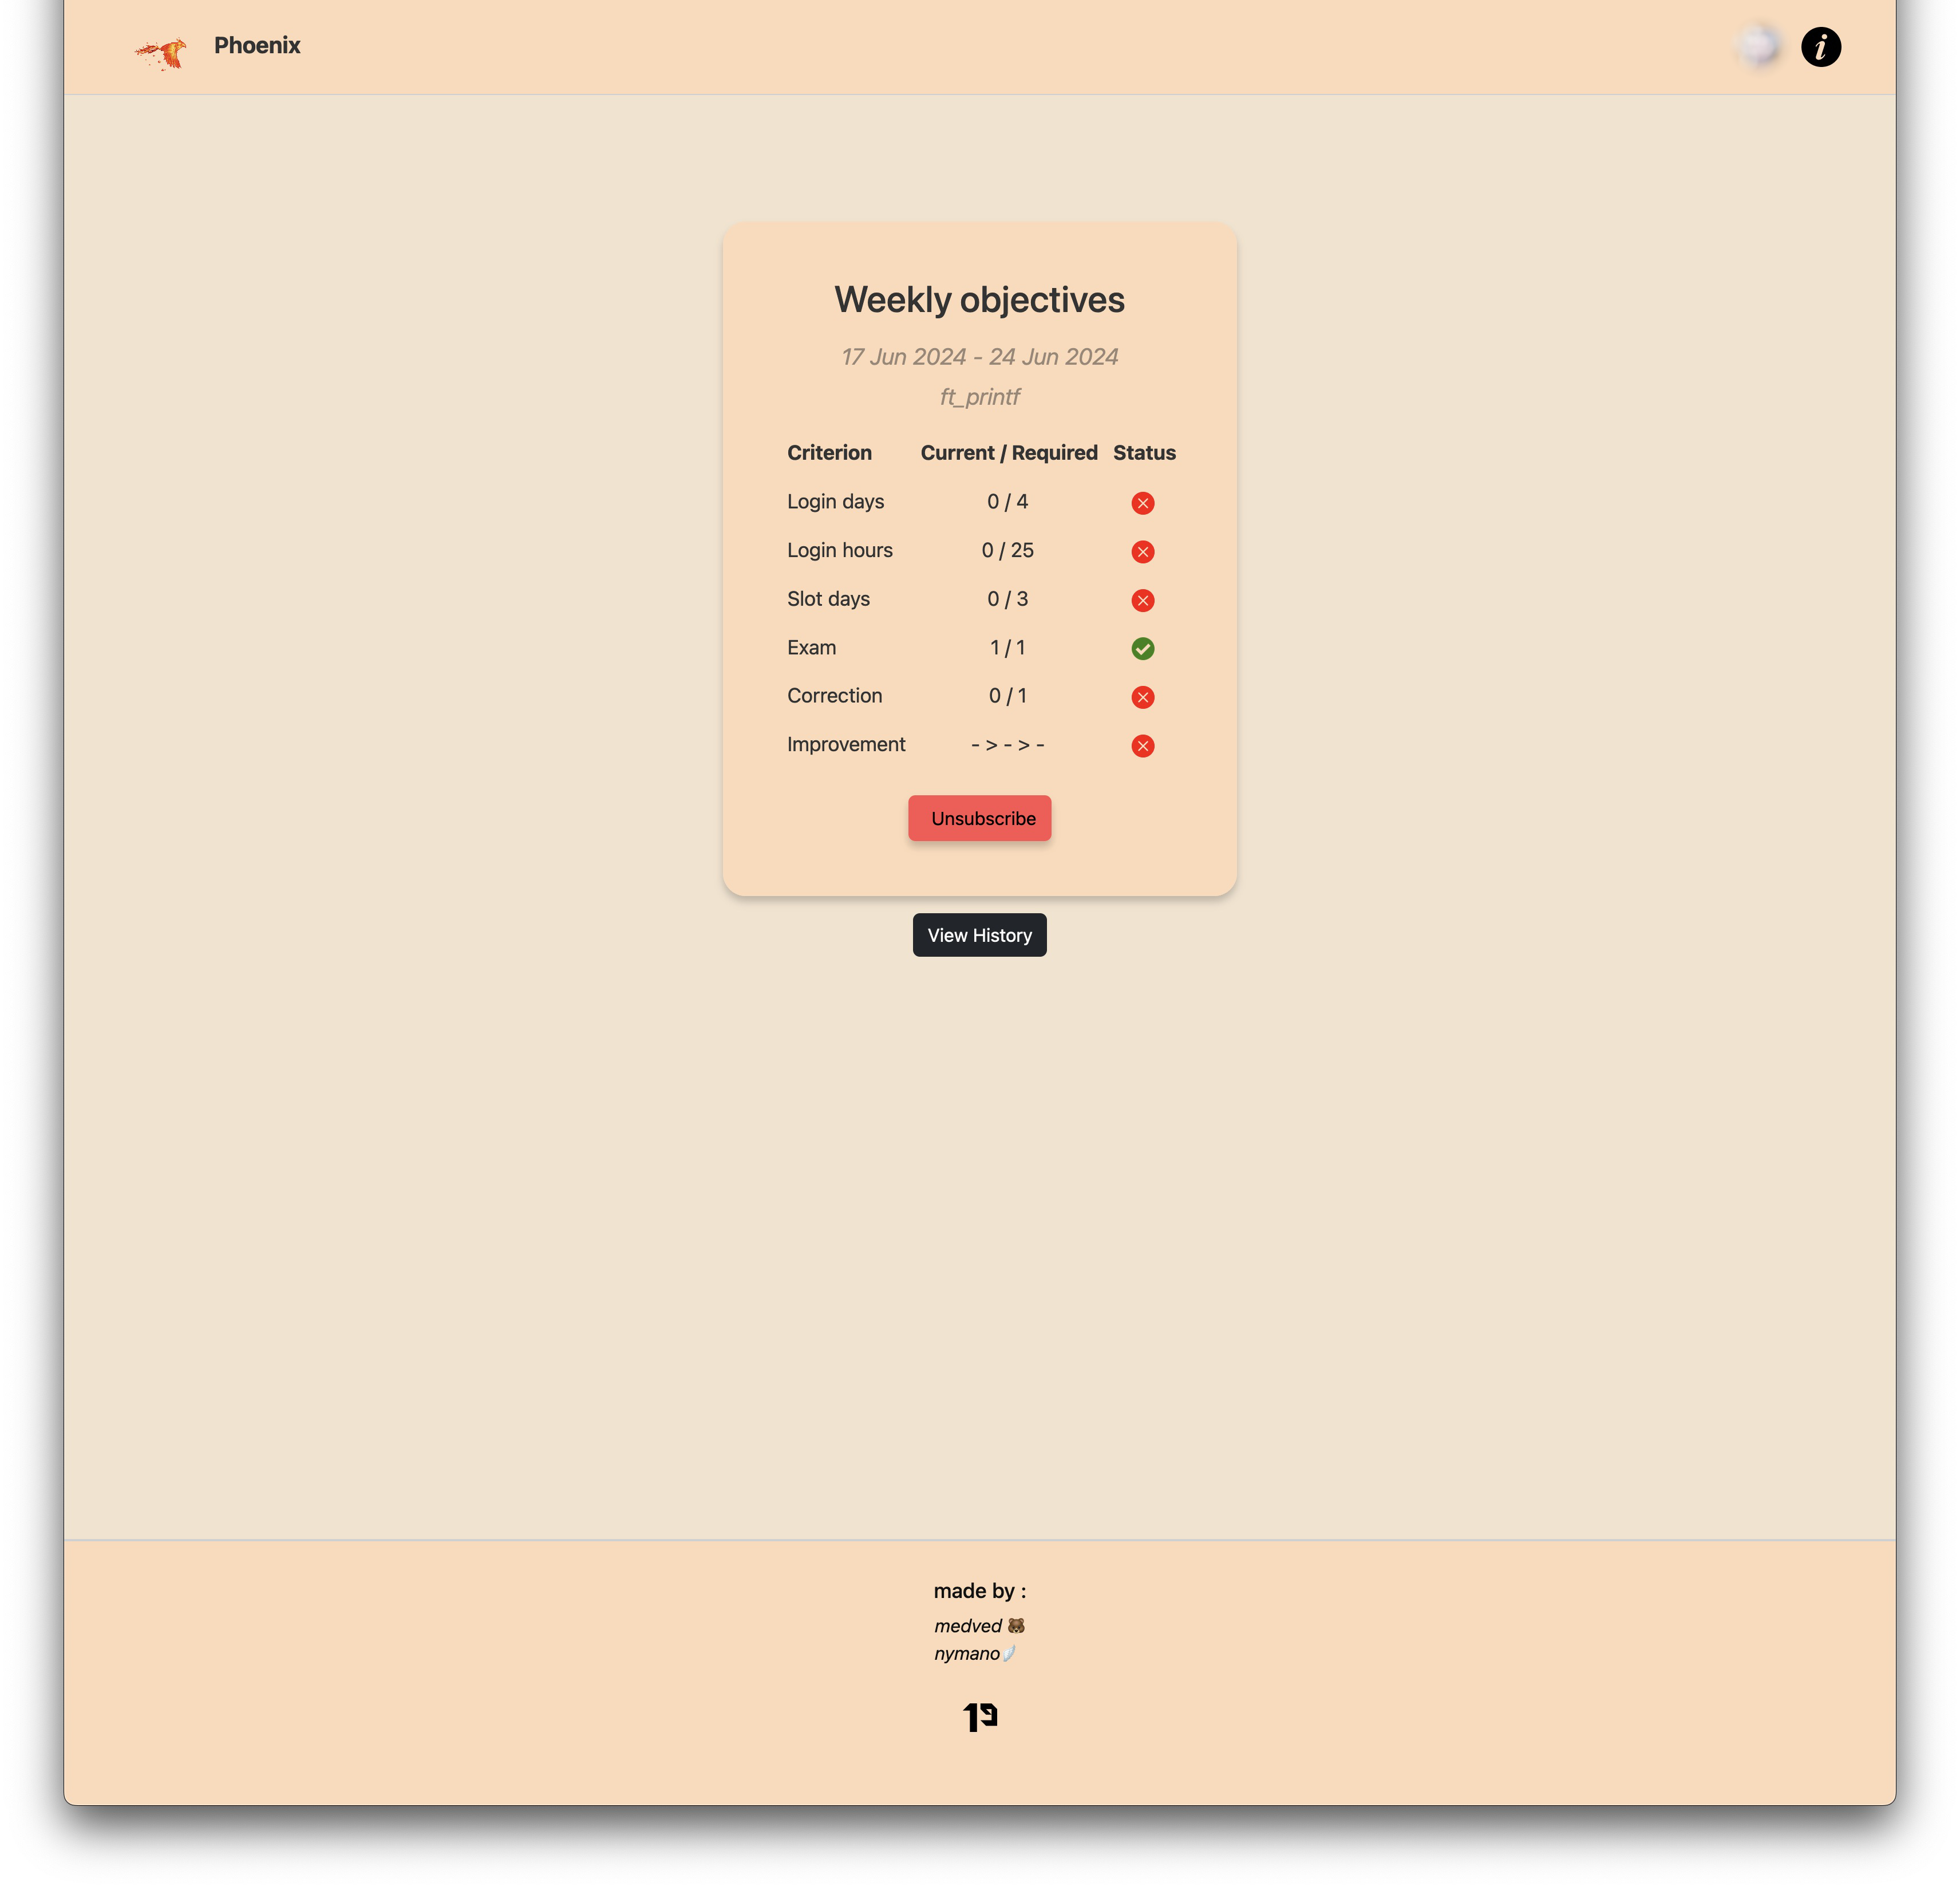 Phoenix
i
Weekly objectives
17 Jun 2024 - 24 Jun 2024
ft_printf
Criterion Current / Required Status
Login days 0 / 4
Login hours 0 / 25
Slot days 0 / 3
Exam 1 / 1
Correction 0 / 1
Improvement - > - > -
Unsubscribe
View History
made by :
medved 🐻
nymano🪶
19